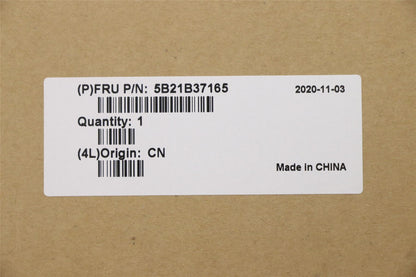 (P)FRU P/N: 5B21B37165 2020-11-03
Quantity: 1
(4L)Origin: CN
Made in CHINA